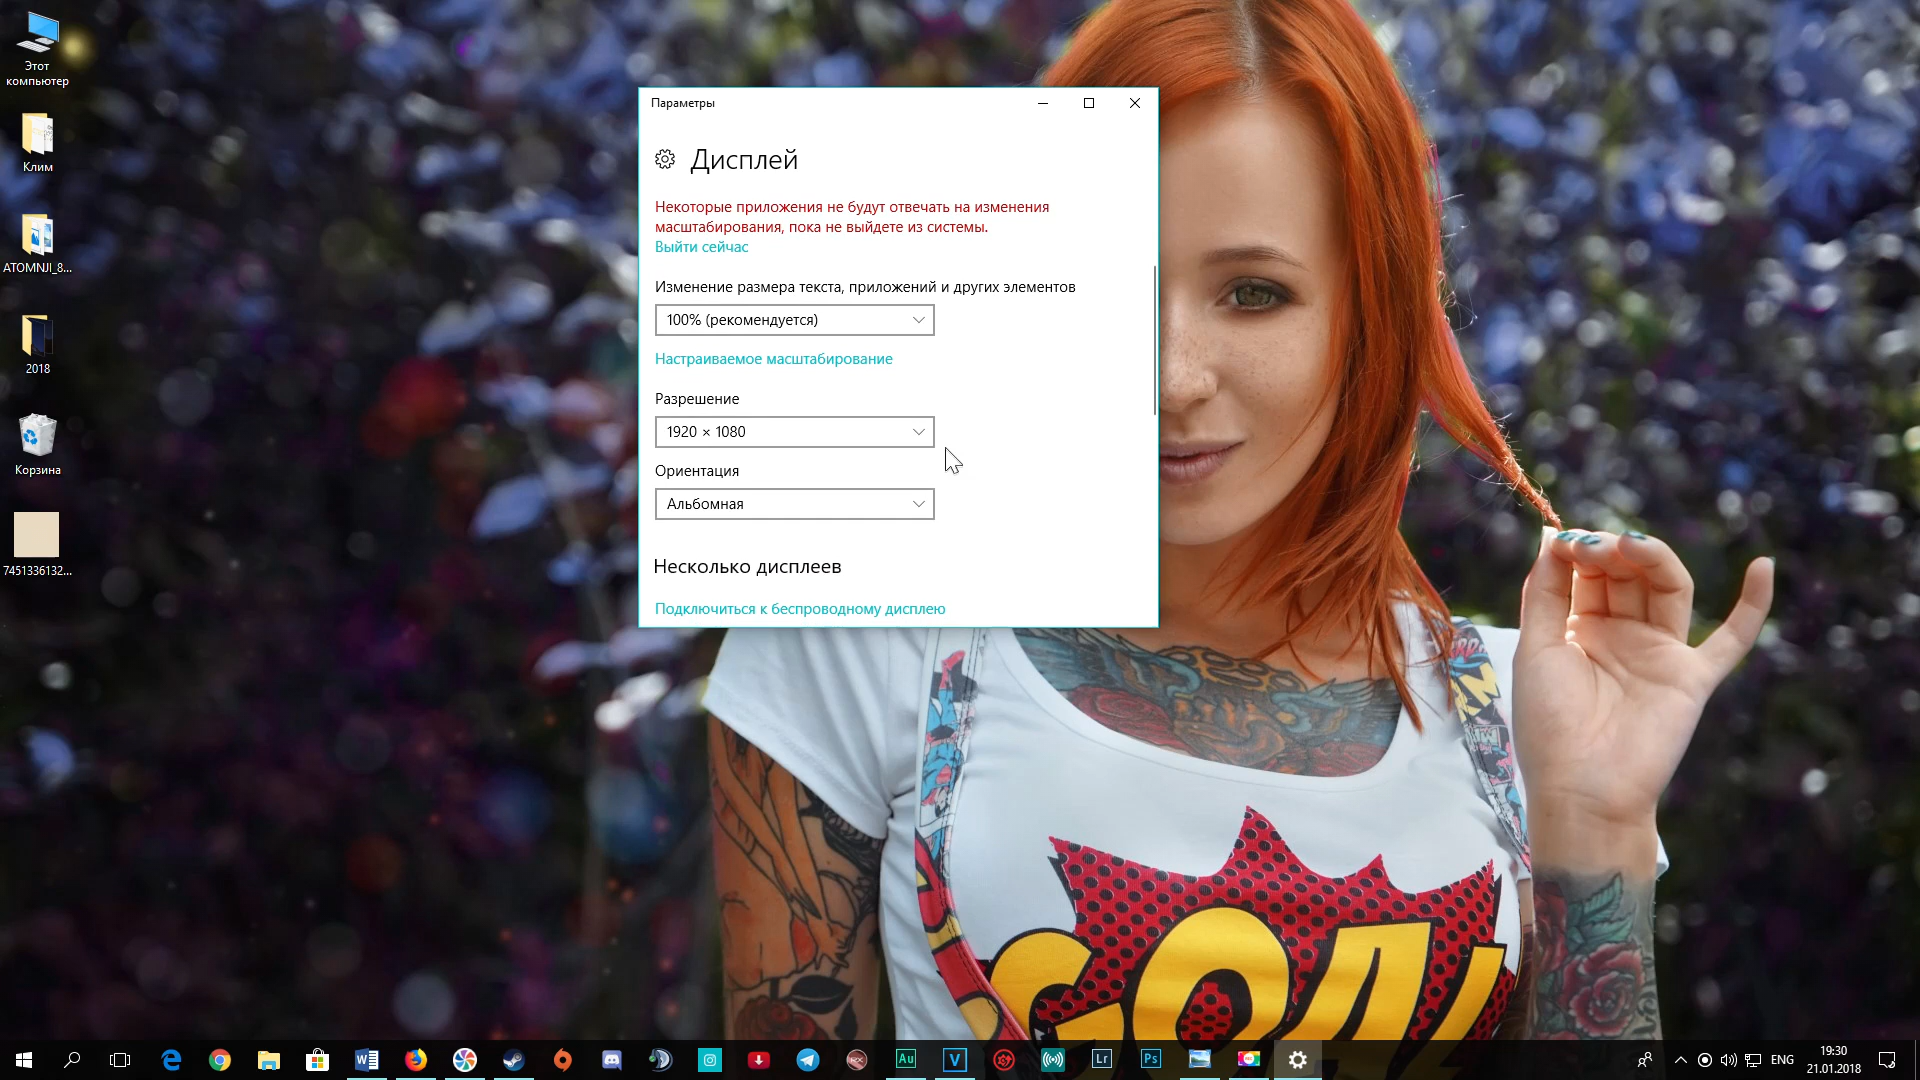 Этот
компьютер
Клим
ATOMNJI_8...
2018
Корзина
7451336132...
Параметры
Дисплей
Некоторые приложения не будут отвечать на изменения
масштабирования, пока не выйдете из системы.
Выйти сейчас
Изменение размера текста, приложений и других элементов
100% (рекомендуется)
Настраиваемое масштабирование
Разрешение
1920 × 1080
Ориентация
Альбомная
Несколько дисплеев
Подключиться к беспроводному дисплею
GOAL
Au
V
Lr
Ps
ENG
19:30
21.01.2018